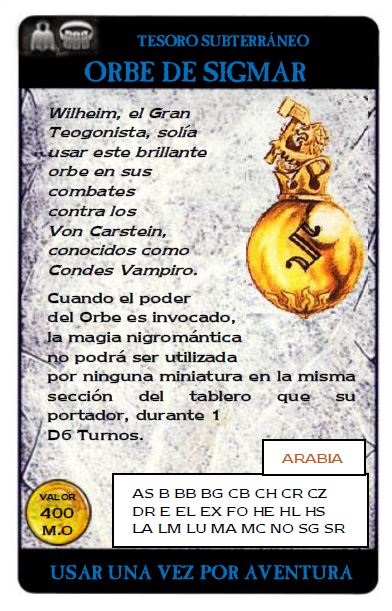 TESORO SUBTERRÁNEO
ORBE DE SIGMAR
Wilheim, el Gran
Teogonista, solía
usar este brillante
orbe en sus
combates
contra los
Von Carstein,
conocidos como
Condes Vampiro.
Cuando el poder
del Orbe es invocado,
la magia nigromántica
no podrá ser utilizada
por ninguna miniatura en la misma
sección del tablero que su
portador, durante 1
D6 Turnos.
ARABIA
VALOR
400
M.O
AS B BB BG CB CH CR CZ
DR E EL EX FO HE HL HS
LA LM LU MA MC NO SG SR
USAR UNA VEZ POR AVENTURA